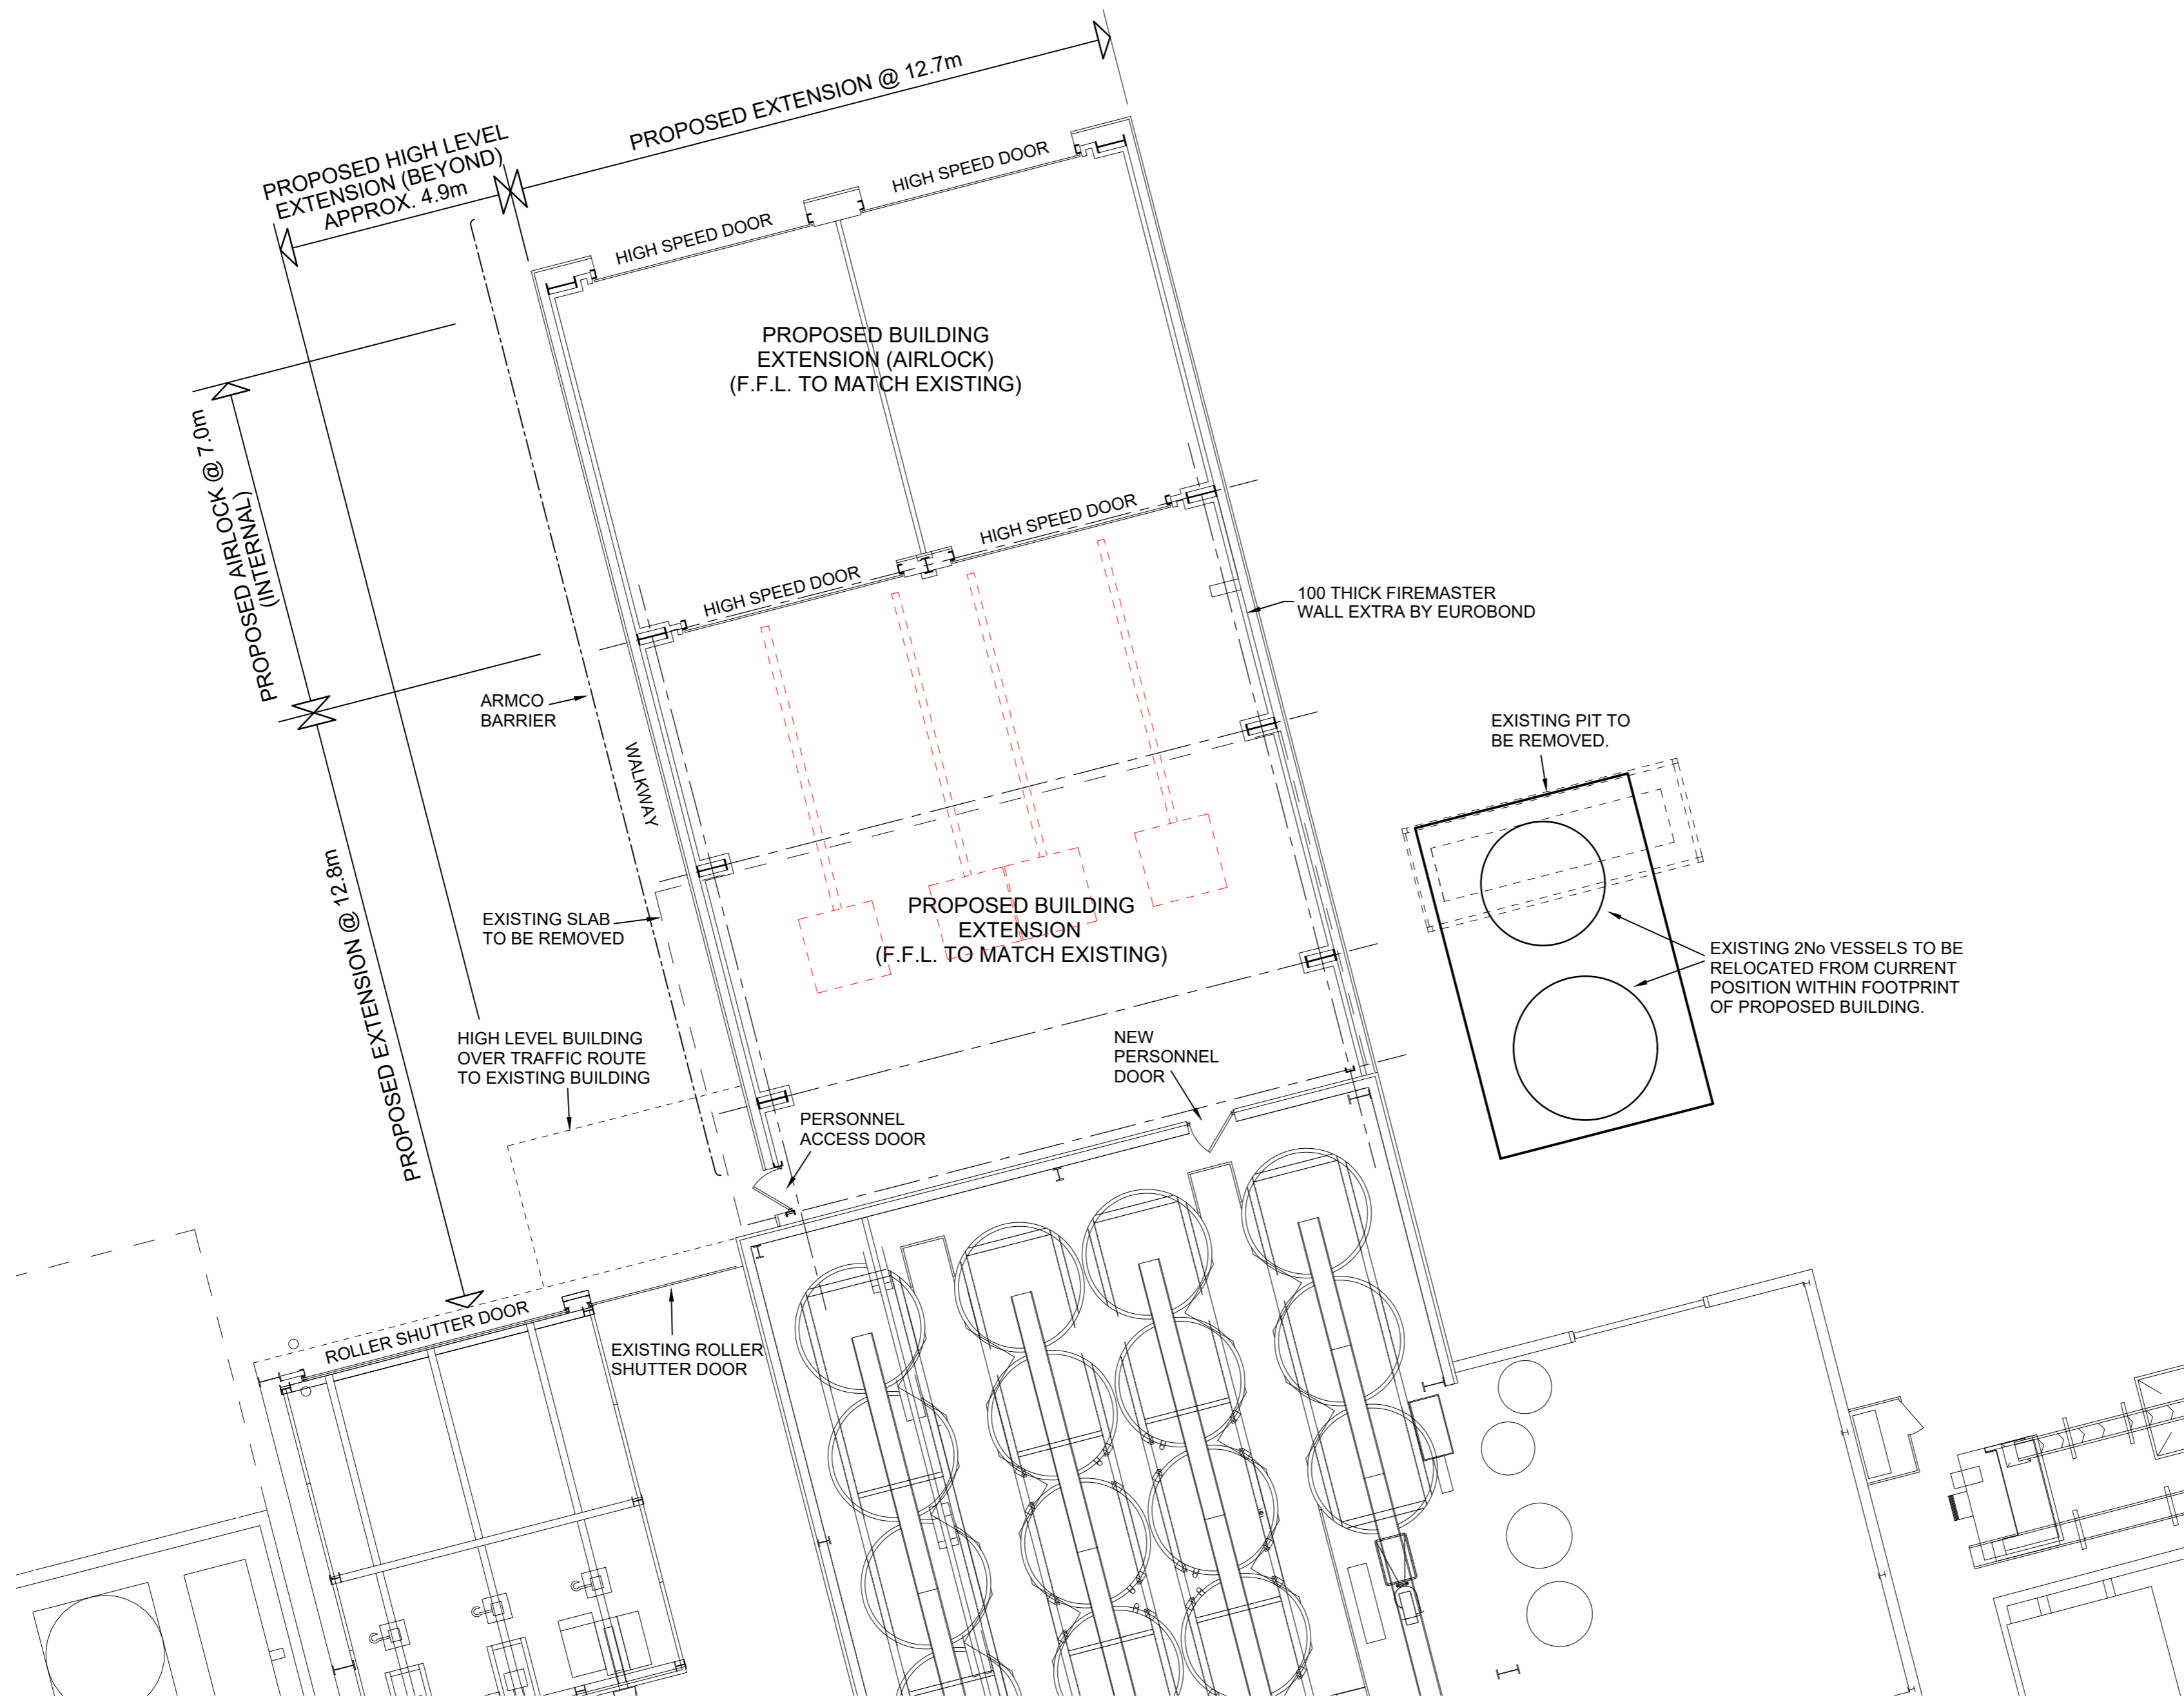 PROPOSED EXTENSION @ 12.7m
PROPOSED HIGH LEVEL
EXTENSION (BEYOND)
APPROX. 4.9m
HIGH SPEED DOOR
HIGH SPEED DOOR
PROPOSED BUILDING
EXTENSION (AIRLOCK)
(F.F.L. TO MATCH EXISTING)
PROPOSED AIRLOCK @ 7.0m
(INTERNAL)
HIGH SPEED DOOR
HIGH SPEED DOOR
100 THICK FIREMASTER
WALL EXTRA BY EUROBOND
ARMCO
BARRIER
WALKWAY
EXISTING PIT TO
BE REMOVED.
PROPOSED EXTENSION @ 12.8m
EXISTING SLAB
TO BE REMOVED
PROPOSED BUILDING
EXTENSION
(F.F.L. TO MATCH EXISTING)
EXISTING 2No VESSELS TO BE
RELOCATED FROM CURRENT
POSITION WITHIN FOOTPRINT
OF PROPOSED BUILDING.
HIGH LEVEL BUILDING
OVER TRAFFIC ROUTE
TO EXISTING BUILDING
NEW
PERSONNEL
DOOR
PERSONNEL
ACCESS DOOR
ROLLER SHUTTER DOOR
EXISTING ROLLER
SHUTTER DOOR